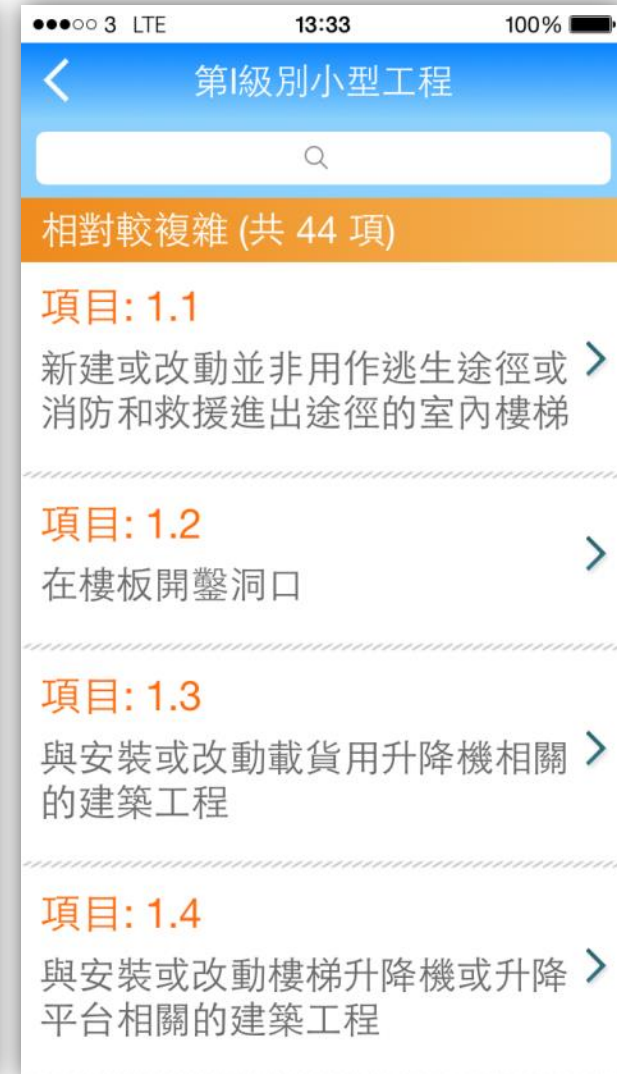 3 LTE 13:33 100%
第I級別小型工程
相對較複雜 (共 44 項)
項目: 1.1
新建或改動並非用作逃生途徑或
消防和救援進出途徑的室內樓梯
項目: 1.2
在樓板開鑿洞口
項目: 1.3
與安裝或改動載貨用升降機相關
的建築工程
項目: 1.4
與安裝或改動樓梯升降機或升降
平台相關的建築工程